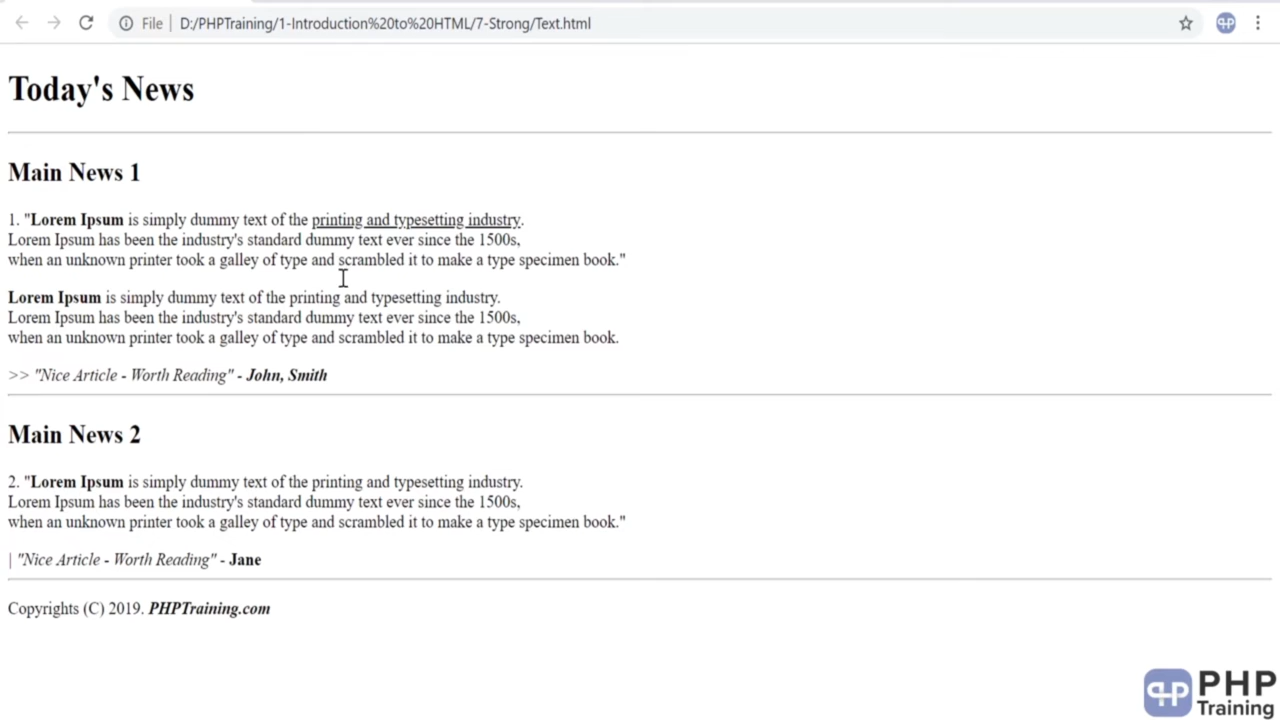 File | D:/PHPTraining/1-Introduction%20to%20HTML/7-Strong/Text.html
Today's News
Main News 1
1. "Lorem Ipsum is simply dummy text of the printing and typesetting industry.
Lorem Ipsum has been the industry's standard dummy text ever since the 1500s,
when an unknown printer took a galley of type and scrambled it to make a type specimen book."
Lorem Ipsum is simply dummy text of the printing and typesetting industry.
Lorem Ipsum has been the industry's standard dummy text ever since the 1500s,
when an unknown printer took a galley of type and scrambled it to make a type specimen book.
>> "Nice Article - Worth Reading" - John, Smith
Main News 2
2. "Lorem Ipsum is simply dummy text of the printing and typesetting industry.
Lorem Ipsum has been the industry's standard dummy text ever since the 1500s,
when an unknown printer took a galley of type and scrambled it to make a type specimen book."
| "Nice Article - Worth Reading" - Jane
Copyrights (C) 2019. PHPTraining.com
PHP
Training